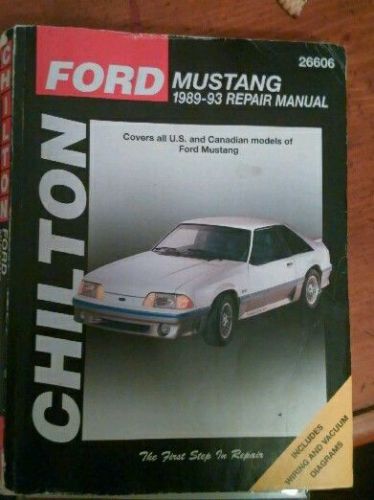 26606
FORD MUSTANG
1989-93 REPAIR MANUAL
Covers all U.S. and Canadian models of
Ford Mustang
CHILTON
The First Step In Repair
INCLUDES
WIRING AND VACUUM
DIAGRAMS
CHILTON
FORD